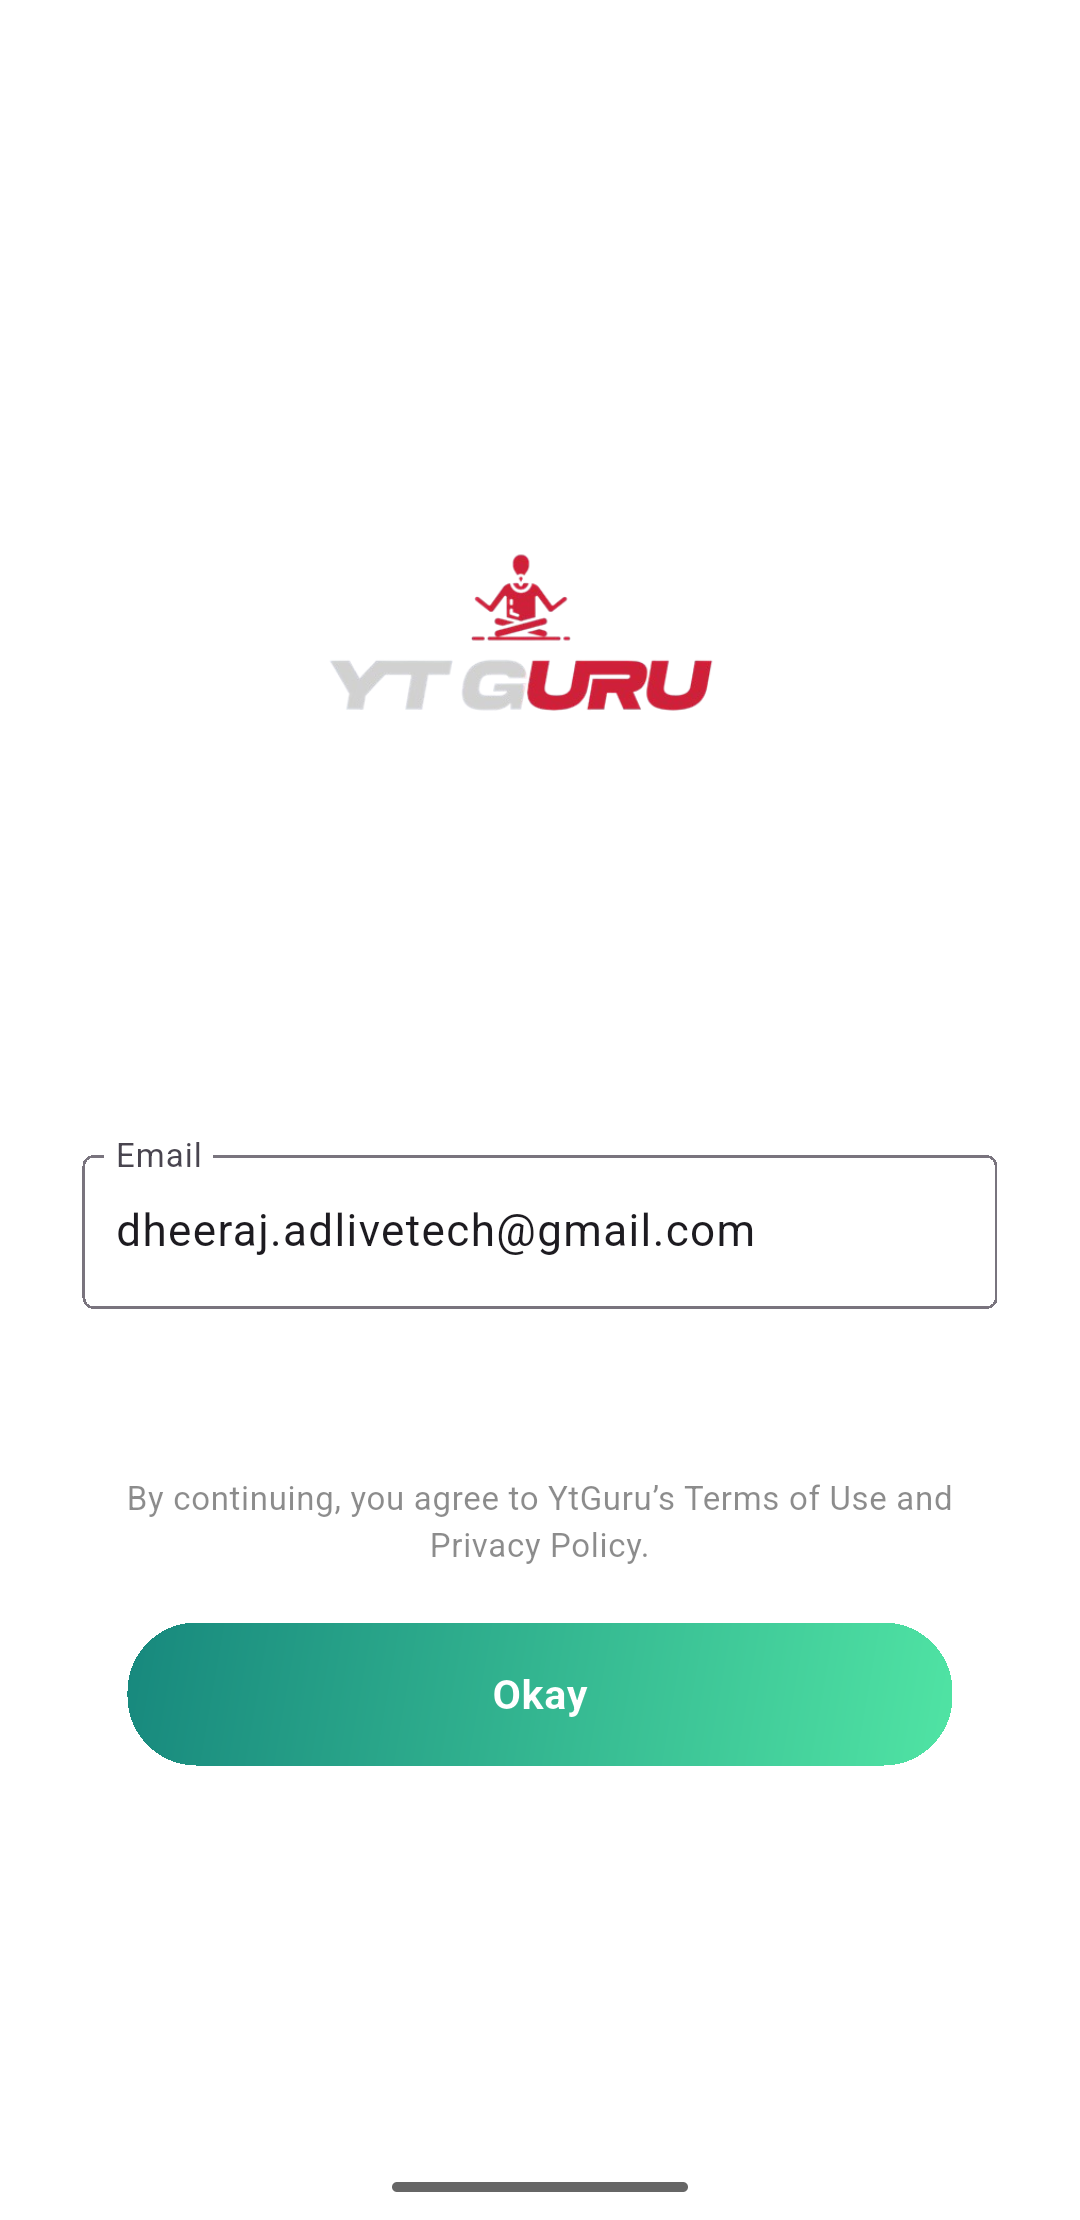 YT GURU
Email
dheeraj.adlivetech@gmail.com
By continuing, you agree to YtGuru’s Terms of Use and
Privacy Policy.
Okay